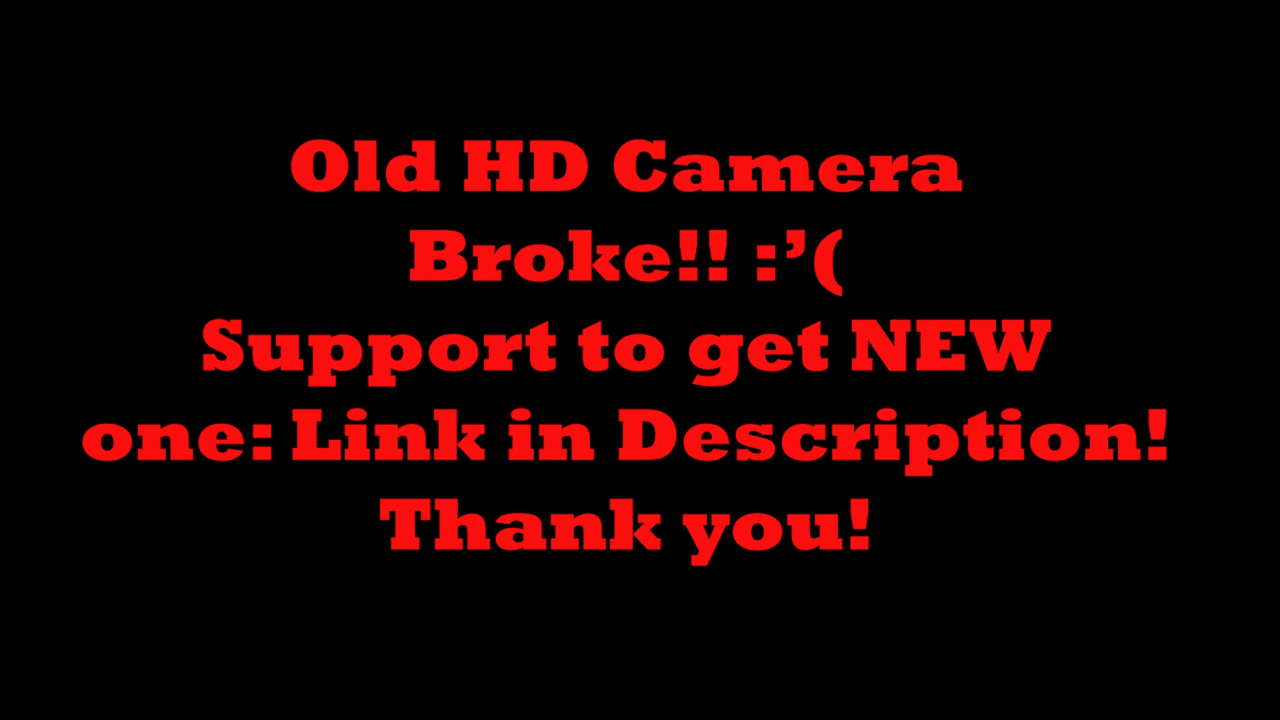 Old HD Camera
Broke!! :’(
Support to get NEW
one: Link in Description!
Thank you!